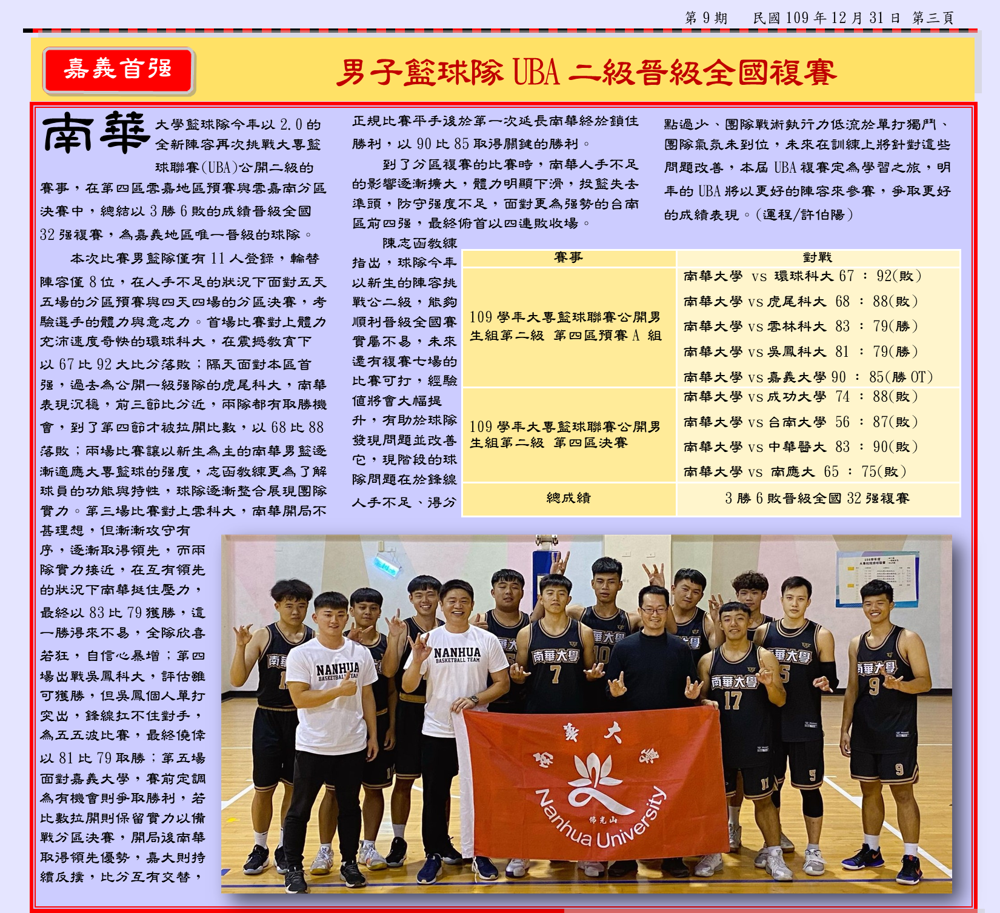 第 9 期 民國 109 年 12 月 31 日 第三頁
嘉義首强
男子籃球隊 UBA 二級晉級全國複賽
南華
大學籃球隊今年以 2.0 的
全新陣容再次挑戰大專籃
球聯賽(UBA)公開二級的
賽事，在第四區雲嘉地區預賽與雲嘉南分區
決賽中，總結以 3 勝 6 敗的成績晉級全國
32 强複賽，為嘉義地區唯一晉級的球隊。
本次比賽男籃隊僅有 11 人登錄，輪替
陣容僅 8 位，在人手不足的狀況下面對五天
五場的分區預賽與四天四場的分區決賽，考
驗選手的體力與意志力。首場比賽對上體力
充沛速度奇快的環球科大，在震撼教育下
以 67 比 92 大比分落敗；隔天面對本區首
强，過去為公開一級强隊的虎尾科大，南華
表現沉穩，前三節比分近，兩隊都有取勝機
會，到了第四節才被拉開比數，以 68 比 88
落敗；兩場比賽讓以新生為主的南華男籃逐
漸適應大專籃球的强度，志函教練更為了解
球員的功能與特性，球隊逐漸整合展現團隊
實力。第三場比賽對上雲科大，南華開局不
甚理想，但漸漸攻守有
序，逐漸取得領先，而兩
隊實力接近，在互有領先
的狀況下南華挺住壓力，
最終以 83 比 79 獲勝，這
一勝得來不易，全隊欣喜
若狂，自信心暴增；第四
場出戰吳鳳科大，評估雖
可獲勝，但吳鳳個人單打
突出，鋒線扛不住對手，
為五五波比賽，最終僥倖
以 81 比 79 取勝；第五場
面對嘉義大學，賽前定調
為有機會則爭取勝利，若
比數拉開則保留實力以備
戰分區決賽，開局後南華
取得領先優勢，嘉大則持
續反撲，比分互有交替，
正規比賽平手後於第一次延長南華終於鎖住
勝利，以 90 比 85 取得關鍵的勝利。
到了分區複賽的比賽時，南華人手不足
的影響逐漸擴大，體力明顯下滑，投籃失去
準頭，防守强度不足，面對更為强勢的台南
區前四强，最終俯首以四連敗收場。
陳志函教練
指出，球隊今年
以新生的陣容挑
戰公二級，能夠
順利晉級全國賽
實屬不易，未來
還有複賽七場的
比賽可打，經驗
值將會大幅提
升，有助於球隊
發現問題並改善
它，現階段的球
隊問題在於鋒線
人手不足、得分
點過少、團隊戰術執行力低流於單打獨鬥、
團隊氣氛未到位，未來在訓練上將針對這些
問題改善，本屆 UBA 複賽定為學習之旅，明
年的 UBA 將以更好的陣容來參賽，爭取更好
的成績表現。(運程/許伯陽)
賽事 對戰
109 學年大專籃球聯賽公開男
生組第二級 第四區預賽 A 組
南華大學 vs 環球科大 67 : 92(敗)
南華大學 vs 虎尾科大 68 : 88(敗)
南華大學 vs 雲林科大 83 : 79(勝)
南華大學 vs 吳鳳科大 81 : 79(勝)
南華大學 vs 嘉義大學 90 : 85(勝 OT)
109 學年大專籃球聯賽公開男
生組第二級 第四區決賽
南華大學 vs 成功大學 74 : 88(敗)
南華大學 vs 台南大學 56 : 87(敗)
南華大學 vs 中華醫大 83 : 90(敗)
南華大學 vs 南應大 65 : 75(敗)
總成績 3 勝 6 敗晉級全國 32 强複賽
NANHUA
BASKETBALL TEAM
NANHUA
BASKETBALL TEAM
南華大學
7
10
南華大學
17
南華大學
5
南華大學
9
11
5
9
南華大學
佛光山
Nanhua University